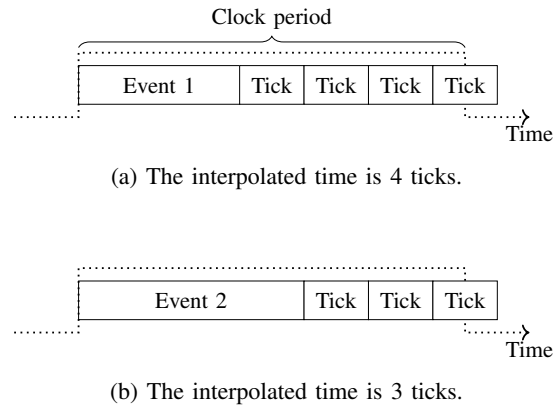 Clock period
Event 1 Tick Tick Tick Tick
Time
(a) The interpolated time is 4 ticks.
Event 2 Tick Tick Tick
Time
(b) The interpolated time is 3 ticks.